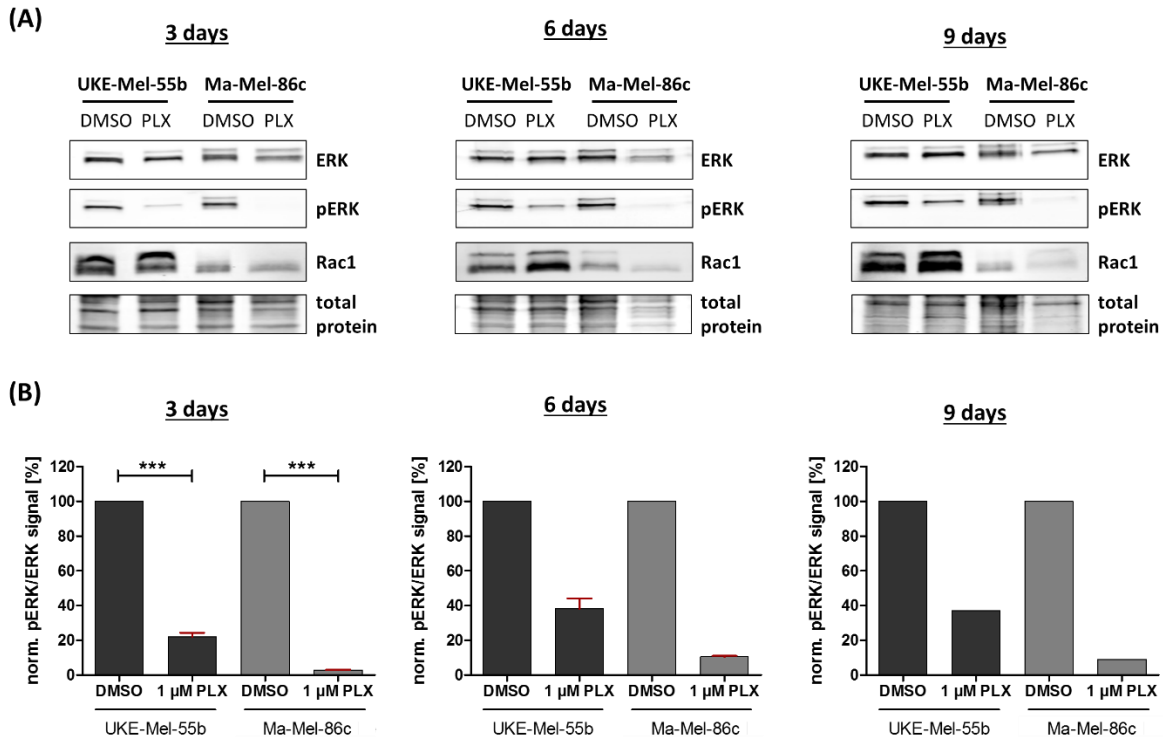 (A)
3 days
6 days
9 days
UKE-Mel-55b Ma-Mel-86c
DMSO PLX DMSO PLX
ERK
pERK
Rac1
total
protein
UKE-Mel-55b Ma-Mel-86c
DMSO PLX DMSO PLX
ERK
pERK
Rac1
total
protein
UKE-Mel-55b Ma-Mel-86c
DMSO PLX DMSO PLX
ERK
pERK
Rac1
total
protein
(B)
3 days
6 days
9 days
norm. pERK/ERK signal [%]
120
100
80
60
40
20
0
*** ***
DMSO 1 µM PLX DMSO 1 µM PLX
UKE-Mel-55b Ma-Mel-86c
norm. pERK/ERK signal [%]
120
100
80
60
40
20
0
DMSO 1 µM PLX DMSO 1 µM PLX
UKE-Mel-55b Ma-Mel-86c
norm. pERK/ERK signal [%]
120
100
80
60
40
20
0
DMSO 1 µM PLX DMSO 1 µM PLX
UKE-Mel-55b Ma-Mel-86c